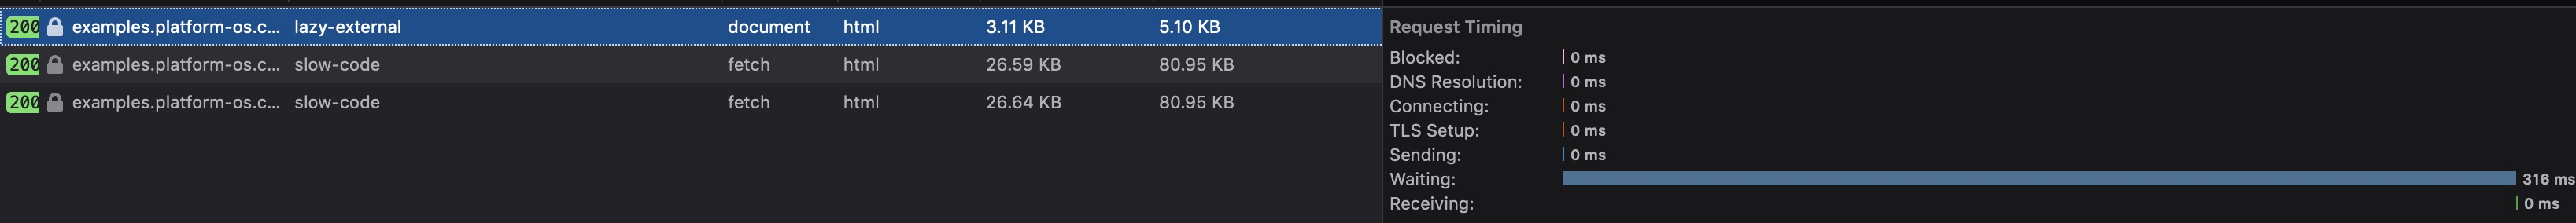 200 examples.platform-os.c... lazy-external document html 3.11 KB 5.10 KB
200 examples.platform-os.c... slow-code fetch html 26.59 KB 80.95 KB
200 examples.platform-os.c... slow-code fetch html 26.64 KB 80.95 KB
Request Timing
Blocked: 0 ms
DNS Resolution: 0 ms
Connecting: 0 ms
TLS Setup: 0 ms
Sending: 0 ms
Waiting: 316 ms
Receiving: 0 ms